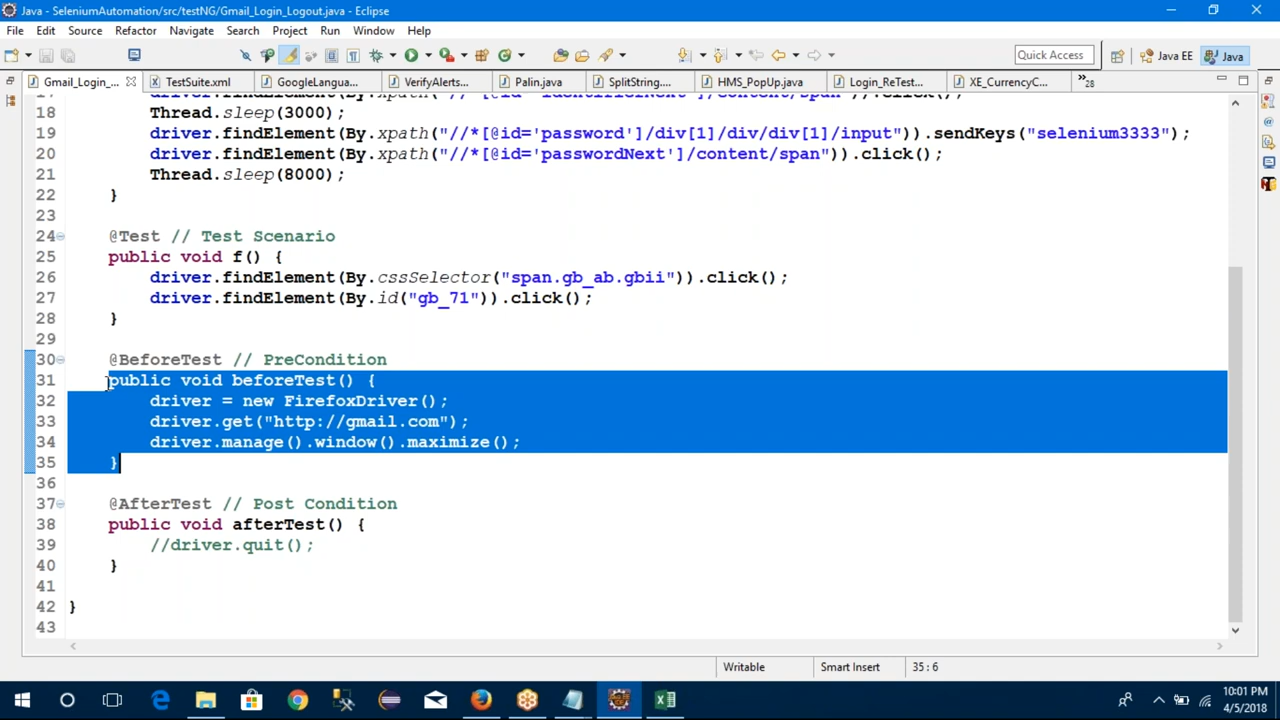 Java - SeleniumAutomation/src/testNG/Gmail_Login_Logout.java - Eclipse
File Edit Source Refactor Navigate Search Project Run Window Help
Quick Access Java EE Java
Gmail_Login_... TestSuite.xml GoogleLangua... VerifyAlerts... Palin.java SplitString.... HMS_PopUp.java Login_ReTest... XE_CurrencyC... »28
18 Thread.sleep(3000);
19 driver.findElement(By.xpath("//*[@id='password']/div[1]/div/div[1]/input")).sendKeys("selenium3333");
20 driver.findElement(By.xpath("//*[@id='passwordNext']/content/span")).click();
21 Thread.sleep(8000);
22 }
23
24 @Test // Test Scenario
25 public void f() {
26 driver.findElement(By.cssSelector("span.gb_ab.gbii")).click();
27 driver.findElement(By.id("gb_71")).click();
28 }
29
30 @BeforeTest // PreCondition
31 public void beforeTest() {
32 driver = new FirefoxDriver();
33 driver.get("http://gmail.com");
34 driver.manage().window().maximize();
35 }
36
37 @AfterTest // Post Condition
38 public void afterTest() {
39 //driver.quit();
40 }
41
42 }
43
Writable Smart Insert 35 : 6
10:01 PM
4/5/2018